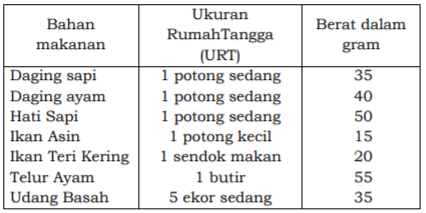 Bahan makanan | Ukuran RumahTangga (URT) | Berat dalam gram
Daging sapi | 1 potong sedang | 35
Daging ayam | 1 potong sedang | 40
Hati Sapi | 1 potong sedang | 50
Ikan Asin | 1 potong kecil | 15
Ikan Teri Kering | 1 sendok makan | 20
Telur Ayam | 1 butir | 55
Udang Basah | 5 ekor sedang | 35